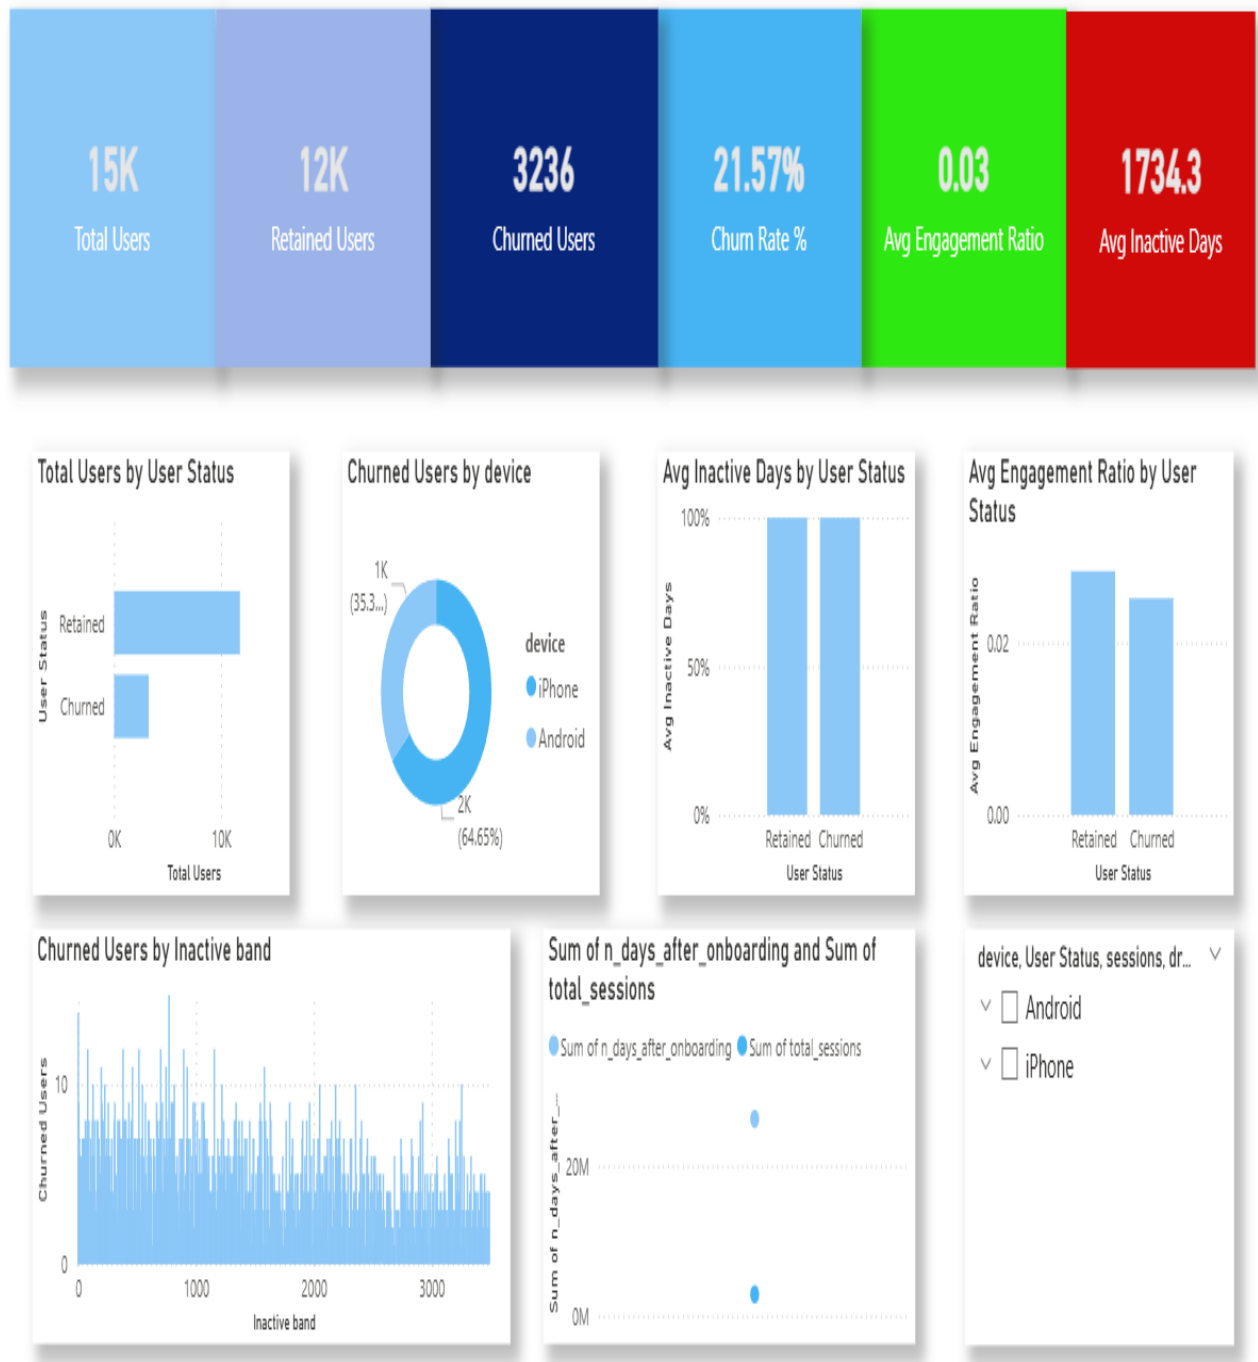 15K
Total Users
12K
Retained Users
3236
Churned Users
21.57%
Churn Rate %
0.03
Avg Engagement Ratio
1734.3
Avg Inactive Days
Total Users by User Status
User Status
Retained
Churned
0K
10K
Total Users
Churned Users by device
1K
(35.3...)
2K
(64.65%)
device
iPhone
Android
Avg Inactive Days by User Status
Avg Inactive Days
100%
50%
0%
Retained
Churned
User Status
Avg Engagement Ratio by User
Status
Avg Engagement Ratio
0.02
0.00
Retained
Churned
User Status
Churned Users by Inactive band
Churned Users
10
0
0
1000
2000
3000
Inactive band
Sum of n_days_after_onboarding and Sum of
total_sessions
Sum of n_days_after_onboarding
Sum of total_sessions
Sum of n_days_after_...
20M
0M
device, User Status, sessions, dr...
Android
iPhone